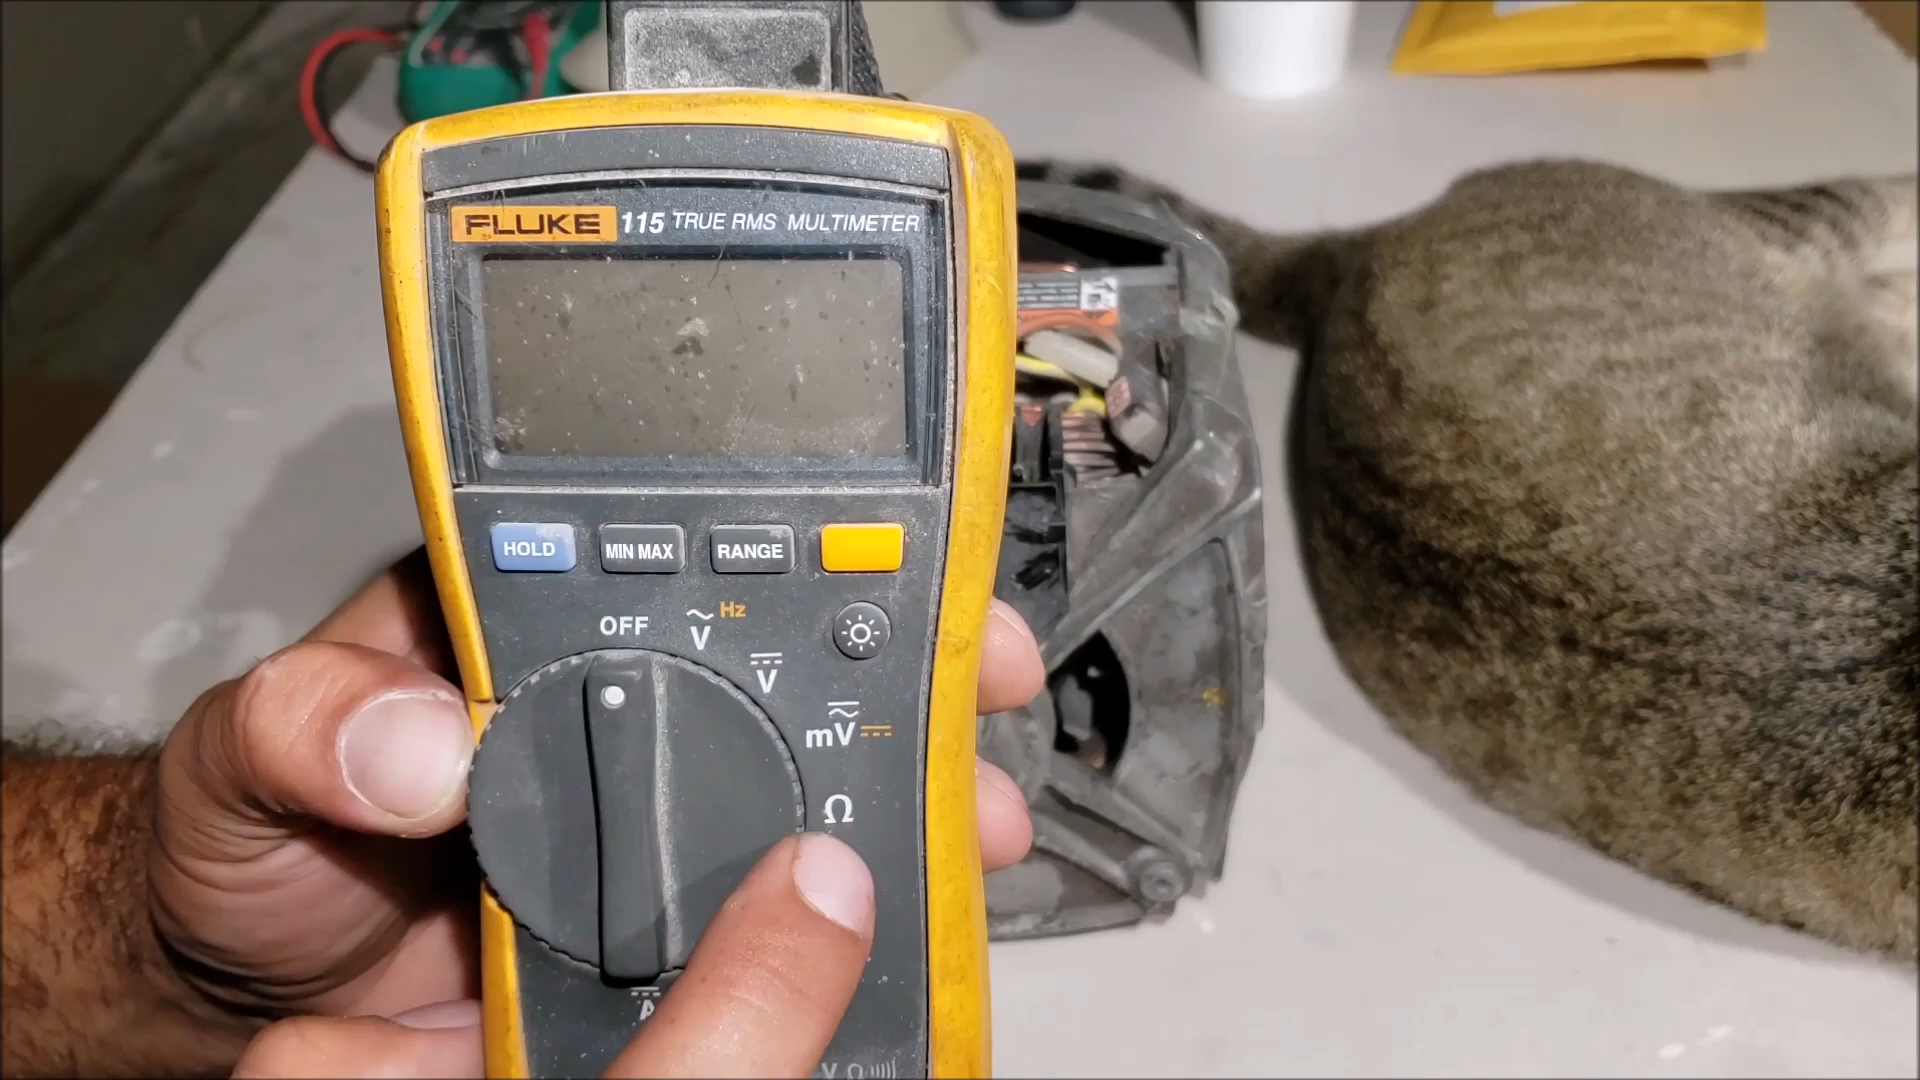 FLUKE 115 TRUE RMS MULTIMETER
HOLD MIN MAX RANGE
OFF V Hz
V
mV
Ω
A
V Ω